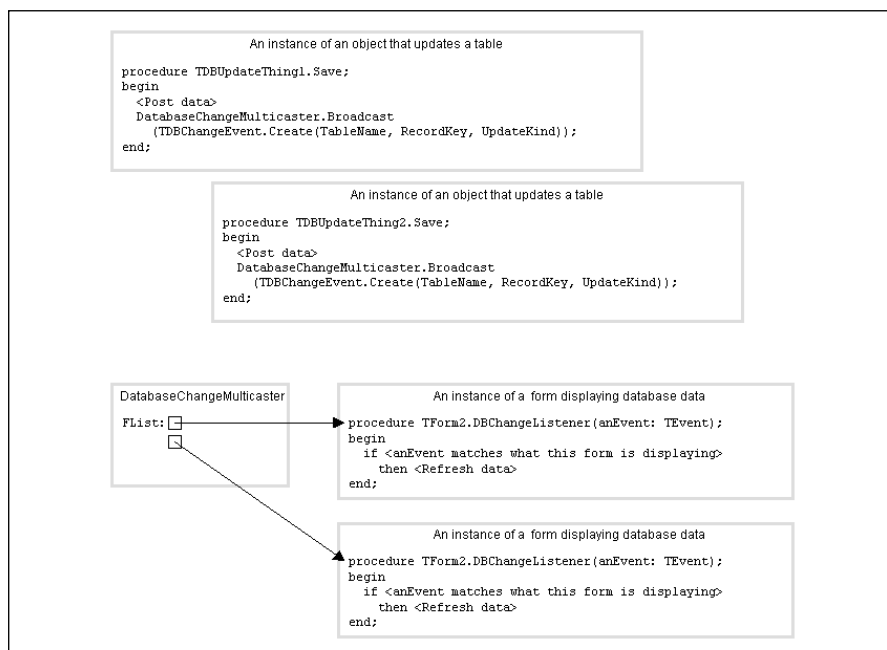 An instance of an object that updates a table
procedure TDBUpdateThing1.Save;
begin
<Post data>
DatabaseChangeMulticaster.Broadcast
(TDBChangeEvent.Create(TableName, RecordKey, UpdateKind));
end;
An instance of an object that updates a table
procedure TDBUpdateThing2.Save;
begin
<Post data>
DatabaseChangeMulticaster.Broadcast
(TDBChangeEvent.Create(TableName, RecordKey, UpdateKind));
end;
DatabaseChangeMulticaster
FList:
An instance of a form displaying database data
procedure TForm2.DBChangeListener(anEvent: TEvent);
begin
if <anEvent matches what this form is displaying>
then <Refresh data>
end;
An instance of a form displaying database data
procedure TForm2.DBChangeListener(anEvent: TEvent);
begin
if <anEvent matches what this form is displaying>
then <Refresh data>
end;